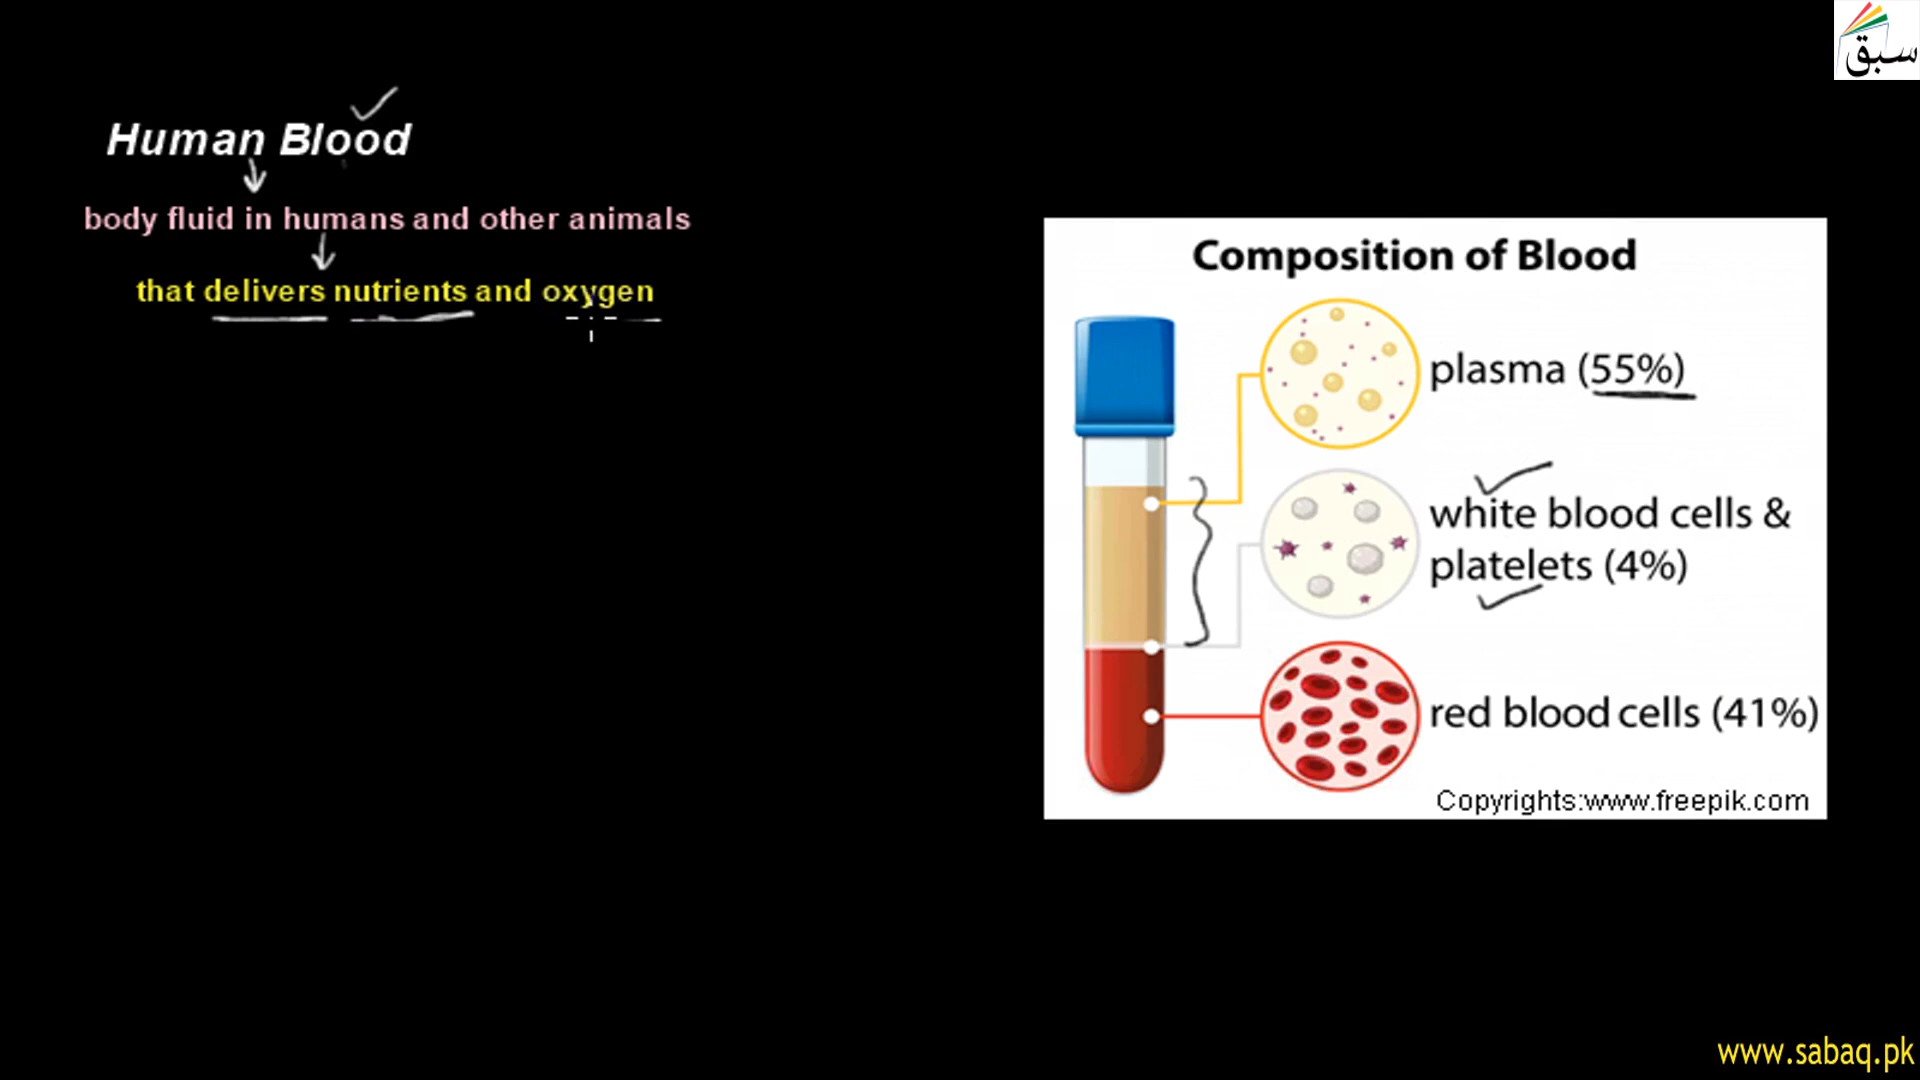 سبق
Human Blood
body fluid in humans and other animals
that delivers nutrients and oxygen
Composition of Blood
plasma (55%)
white blood cells &
platelets (4%)
red blood cells (41%)
Copyrights:www.freepik.com
www.sabaq.pk